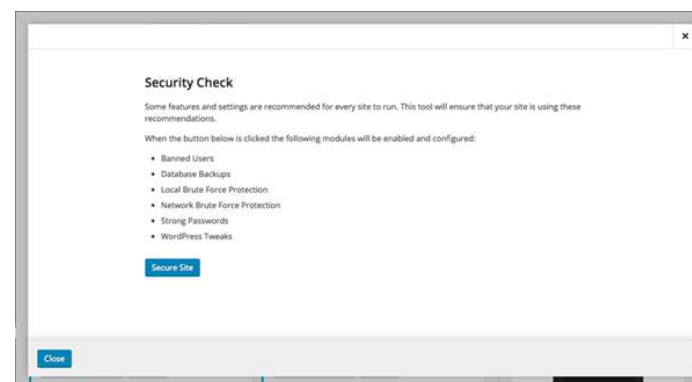 ×
Security Check
Some features and settings are recommended for every site to run. This tool will ensure that your site is using these
recommendations.
When the button below is clicked the following modules will be enabled and configured:
• Banned Users
• Database Backups
• Local Brute Force Protection
• Network Brute Force Protection
• Strong Passwords
• WordPress Tweaks
Secure Site
Close